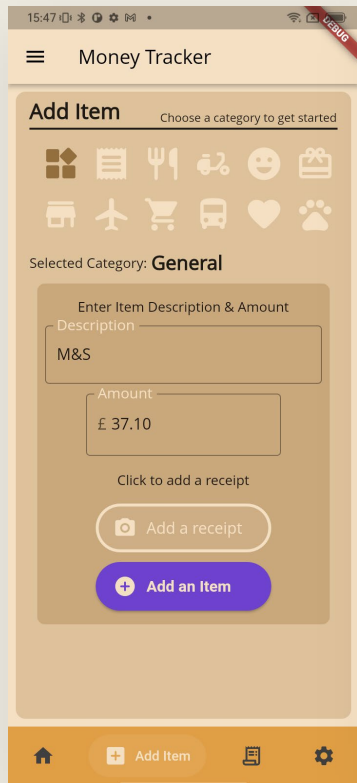 15:47
DEBUG
Money Tracker
Add Item
Choose a category to get started
Selected Category: General
Enter Item Description & Amount
Description
M&S
Amount
£ 37.10
Click to add a receipt
Add a receipt
Add an Item
Add Item